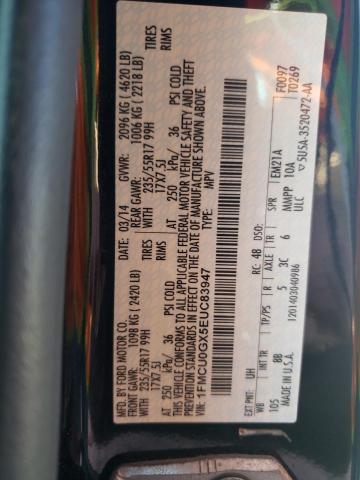 MFD. BY FORD MOTOR CO.
DATE: 03/14 GVWR: 2096 KG ( 4620 LB)
FRONT GAWR: 1098 KG ( 2420 LB) REAR GAWR: 1006 KG ( 2218 LB)
WITH 235/55R17 99H TIRES WITH 235/55R17 99H TIRES
17X7.5J RIMS 17X7.5J RIMS
AT 250 kPa/ 36 PSI COLD AT 250 kPa/ 36 PSI COLD
THIS VEHICLE CONFORMS TO ALL APPLICABLE FEDERAL MOTOR VEHICLE SAFETY AND THEFT
PREVENTION STANDARDS IN EFFECT ON THE DATE OF MANUFACTURE SHOWN ABOVE.
VIN: 1FMCU0GX5EUC83947 TYPE: MPV
F0097
T0269
EXT PNT: UH RC: 48 DSO:
WB INT TR TP/PS R AXLE TR SPR EM21A
105 8B 5 3C 6 MMPP 10A
MADE IN U.S.A. 1201403040986 ULC 5U5A-3520472-AA